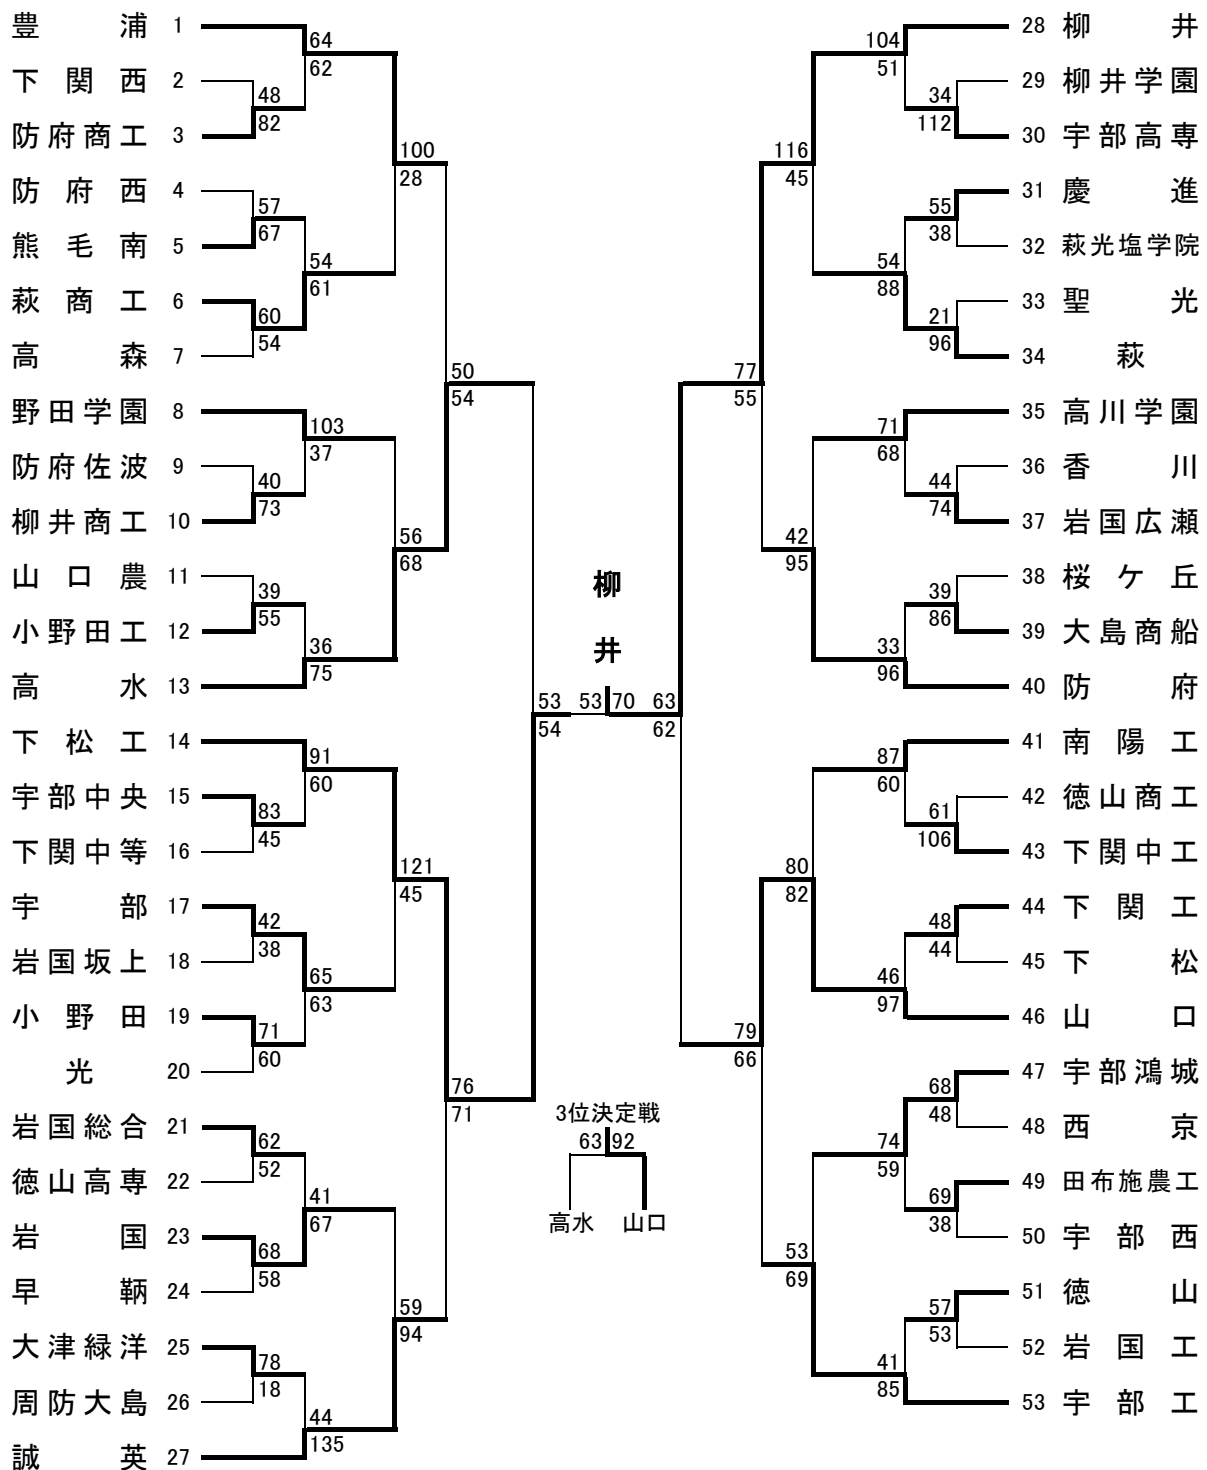 豊浦 1
64
62
下関西 2
48
82
防府商工 3
100
28
防府西 4
57
67
熊毛南 5
54
61
萩商工 6
60
54
高森 7
50
54
野田学園 8
103
37
防府佐波 9
40
73
柳井商工 10
56
68
山口農 11
39
55
小野田工 12
36
75
高水 13
53
54
下松工 14
91
60
宇部中央 15
83
45
下関中等 16
121
45
宇部 17
42
38
岩国坂上 18
65
63
小野田 19
71
60
光 20
76
71
岩国総合 21
62
52
徳山高専 22
41
67
岩国 23
68
58
早鞆 24
59
94
大津緑洋 25
78
18
周防大島 26
44
135
誠英 27
柳井
53 70
63
62
3位決定戦
63 92
高水 山口
28 柳井
104
51
29 柳井学園
34
112
30 宇部高専
116
45
31 慶進
55
38
32 萩光塩学院
54
88
33 聖光
21
96
34 萩
77
55
35 高川学園
71
68
36 香川
44
74
37 岩国広瀬
42
95
38 桜ケ丘
39
86
39 大島商船
33
96
40 防府
41 南陽工
87
60
42 徳山商工
61
106
43 下関中工
80
82
44 下関工
48
44
45 下松
46
97
46 山口
79
66
47 宇部鴻城
68
48
48 西京
74
59
49 田布施農工
69
38
50 宇部西
53
69
51 徳山
57
53
52 岩国工
41
85
53 宇部工